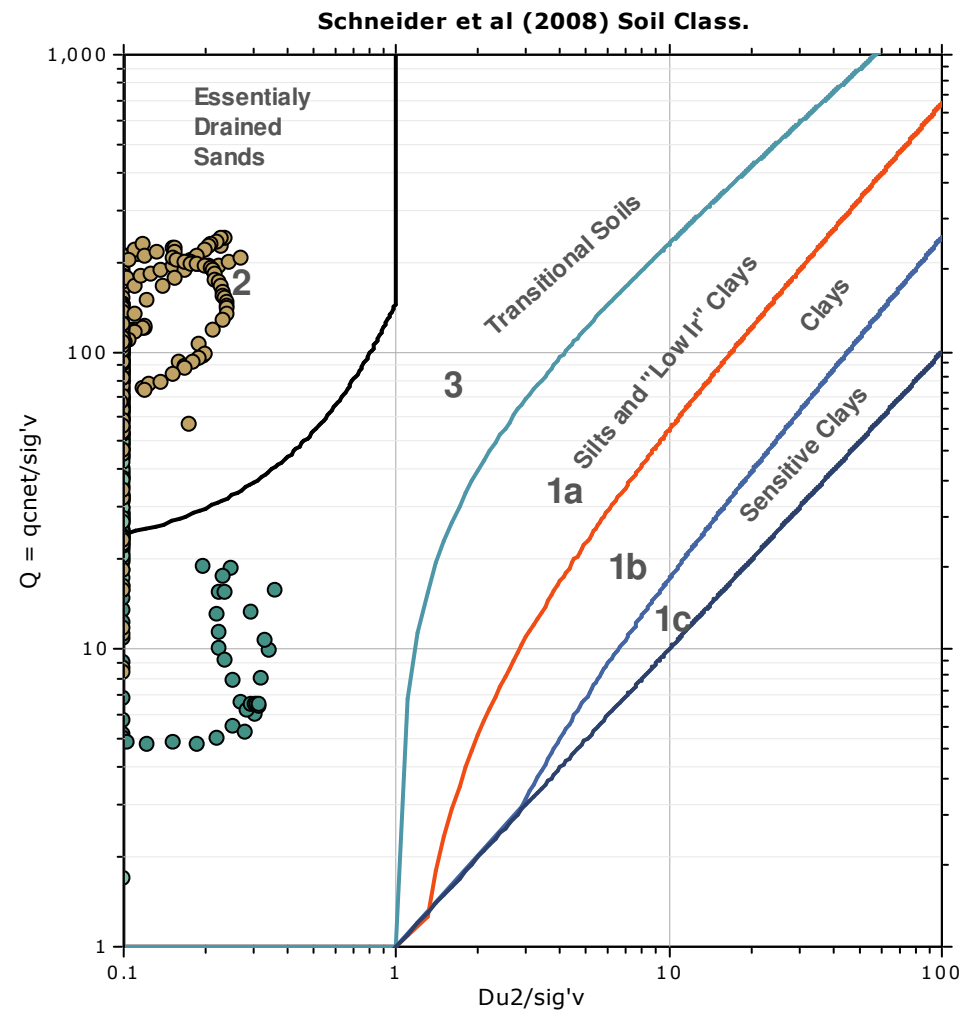 Schneider et al (2008) Soil Class.
1,000
Essentialy
Drained
Sands
Transitional Soils
2
Silts and "Low Ir" Clays
Clays
100
3
Sensitive Clays
1a
Q = qcnet/sig'v
1b
1c
10
1
0.1
1
10
100
Du2/sig'v